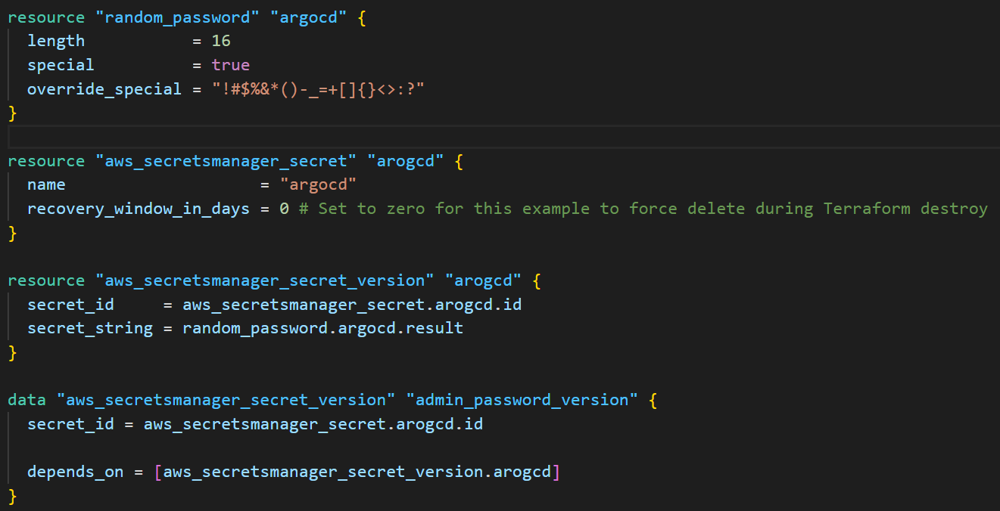 resource "random_password" "argocd" {
  length           = 16
  special          = true
  override_special = "!#$%&*()-_=+[]{}<>:?"
}

resource "aws_secretsmanager_secret" "arogcd" {
  name                    = "argocd"
  recovery_window_in_days = 0 # Set to zero for this example to force delete during Terraform destroy
}

resource "aws_secretsmanager_secret_version" "arogcd" {
  secret_id     = aws_secretsmanager_secret.arogcd.id
  secret_string = random_password.argocd.result
}

data "aws_secretsmanager_secret_version" "admin_password_version" {
  secret_id = aws_secretsmanager_secret.arogcd.id

  depends_on = [aws_secretsmanager_secret_version.arogcd]
}